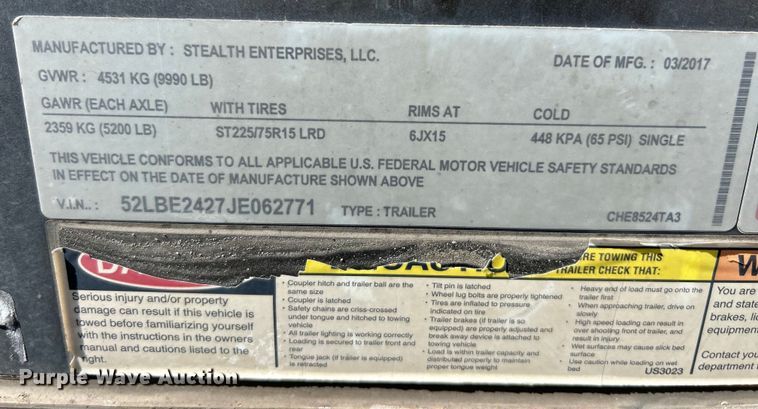 MANUFACTURED BY : STEALTH ENTERPRISES, LLC.
DATE OF MFG. : 03/2017
GVWR : 4531 KG (9990 LB)
GAWR (EACH AXLE) WITH TIRES RIMS AT COLD
2359 KG (5200 LB) ST225/75R15 LRD 6JX15 448 KPA (65 PSI) SINGLE
THIS VEHICLE CONFORMS TO ALL APPLICABLE U.S. FEDERAL MOTOR VEHICLE SAFETY STANDARDS
IN EFFECT ON THE DATE OF MANUFACTURE SHOWN ABOVE
V.I.N.: : 52LBE2427JE062771 TYPE : TRAILER CHE8524TA3
Serious injury and/or property
damage can result if this vehicle is
towed before familiarizing yourself
with the instructions in the owners
manual and cautions listed to the
right.
• Coupler hitch and trailer ball are the
same size
• Coupler is latched
• Safety chains are criss-crossed
under tongue and hitched to towing
vehicle
• All trailer lighting is working correctly
• Loading is secured to trailer front and
rear
• Tongue jack (if trailer is equipped)
is retracted
• Tilt pin is latched
• Wheel lug bolts are properly tightened
• Tires are inflated to pressure
indicated on tire
• Trailer brakes (if trailer is so
equipped) are properly adjusted and
break away device is attached to
towing vehicle
• Load is within trailer capacity and
distributed properly to maintain
proper tongue weight
RE TOWING THIS
TRAILER CHECK THAT:
• Heavy end of load must go onto the
trailer first
• When approaching trailer, drive on
slowly
• High speed loading can result in
over shooting front of trailer, and
result in injury
• Wet surfaces may cause slick bed
surface
• Use caution while loading on wet
bed
US3023
W
You are
and state
brakes, li
equipmen
Contact yo
department
Purple Wave Auction
Purple Wave Auction